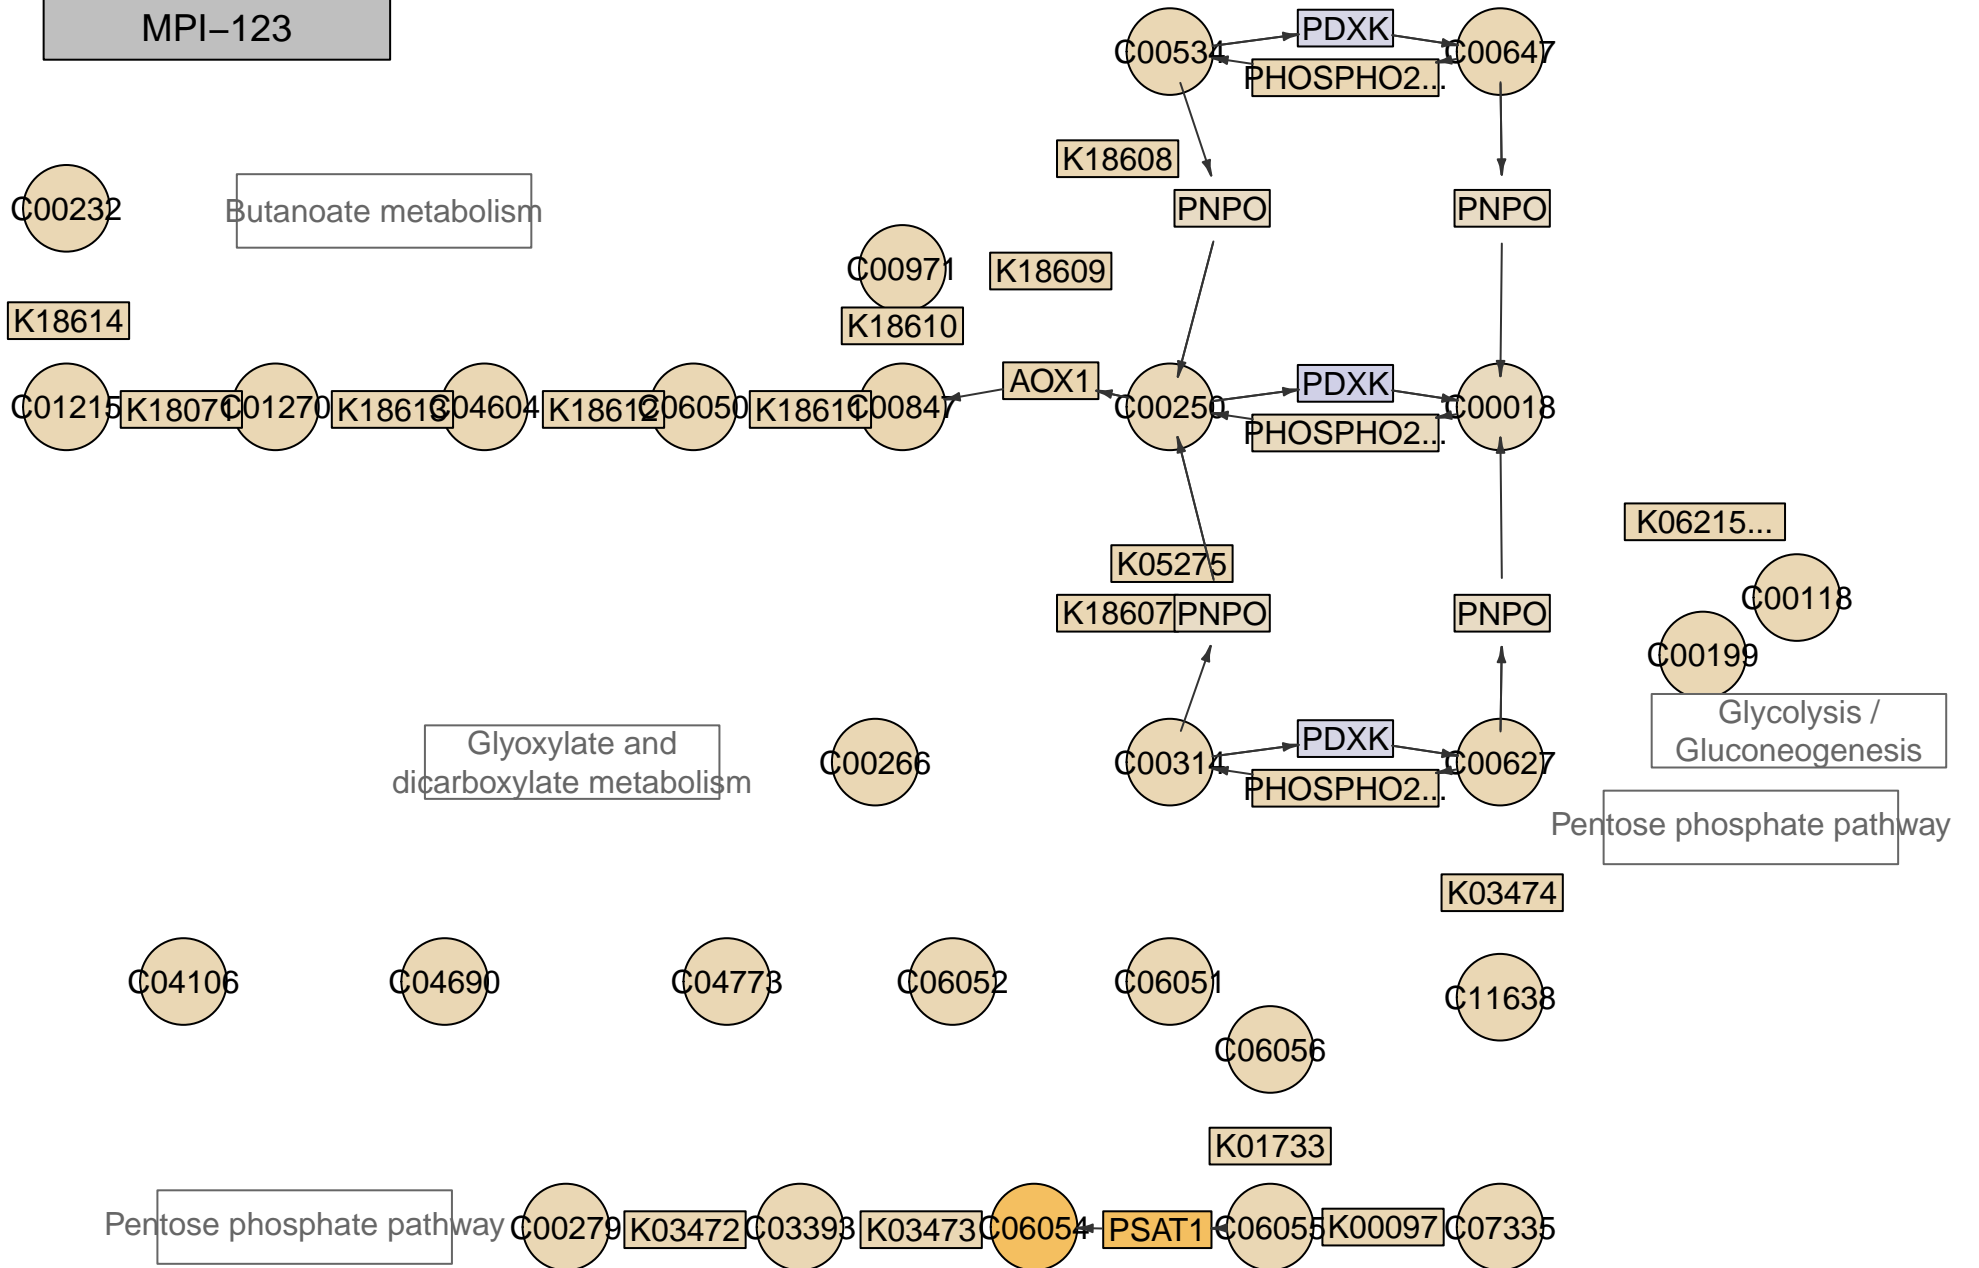 MPI–123
C00534
PDXK
C00647
PHOSPHO2...
K18608
C00232
Butanoate metabolism
PNPO
PNPO
C00971
K18609
K18614
K18610
AOX1
PDXK
C01215
K18071
C01270
K18613
C04604
K18612
C06050
K18611
C00847
C00250
C00018
PHOSPHO2...
K06215...
K05275
C00118
K18607
PNPO
PNPO
C00199
Glycolysis /
Gluconeogenesis
Glyoxylate and
dicarboxylate metabolism
C00266
C00314
PDXK
C00627
PHOSPHO2...
Pentose phosphate pathway
K03474
C04106
C04690
C04773
C06052
C06051
C11638
C06056
K01733
Pentose phosphate pathway
C00279
K03472
C03393
K03473
C06054
PSAT1
C06055
K00097
C07335